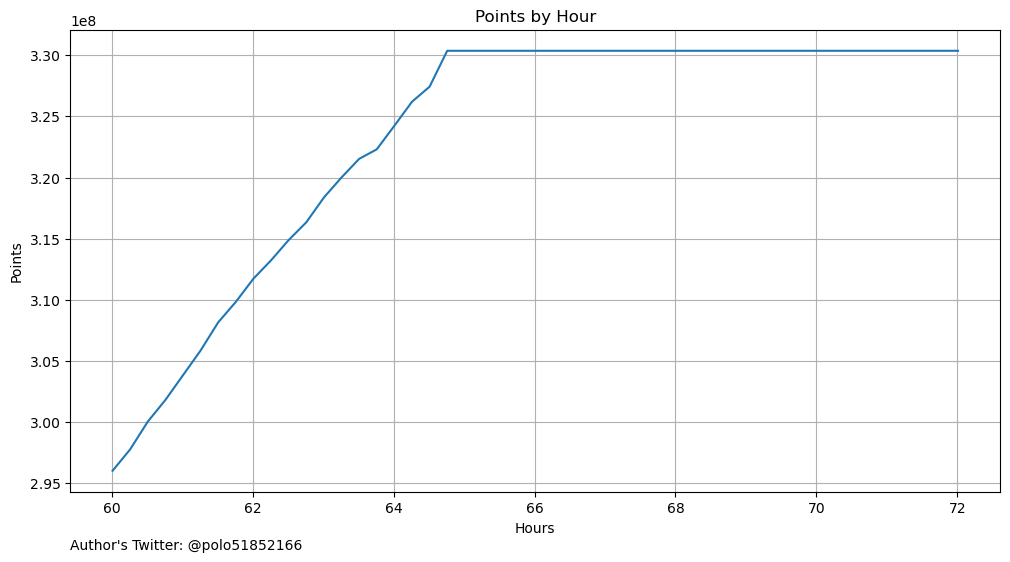 Points by Hour
1e8
3.30
3.25
3.20
3.15
3.10
3.05
3.00
2.95
Points
60 62 64 66 68 70 72
Hours
Author's Twitter: @polo51852166